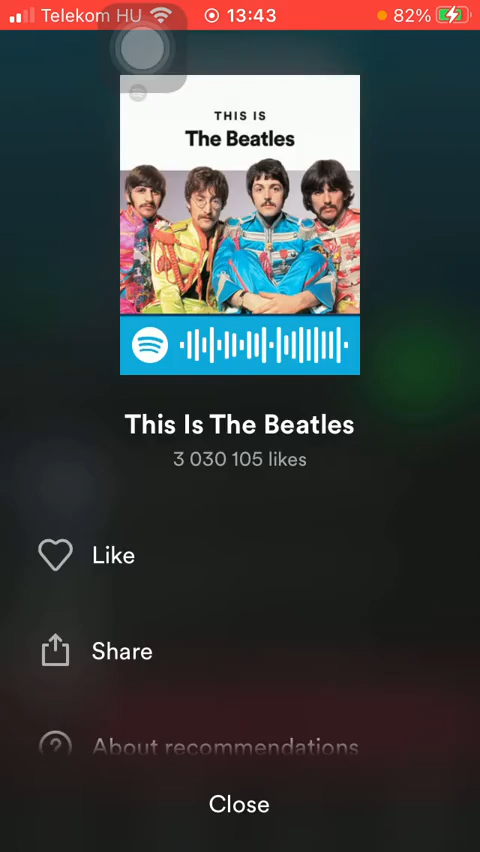 Telekom HU 13:43 82%
THIS IS
The Beatles
This Is The Beatles
3 030 105 likes
Like
Share
About recommendations
Close